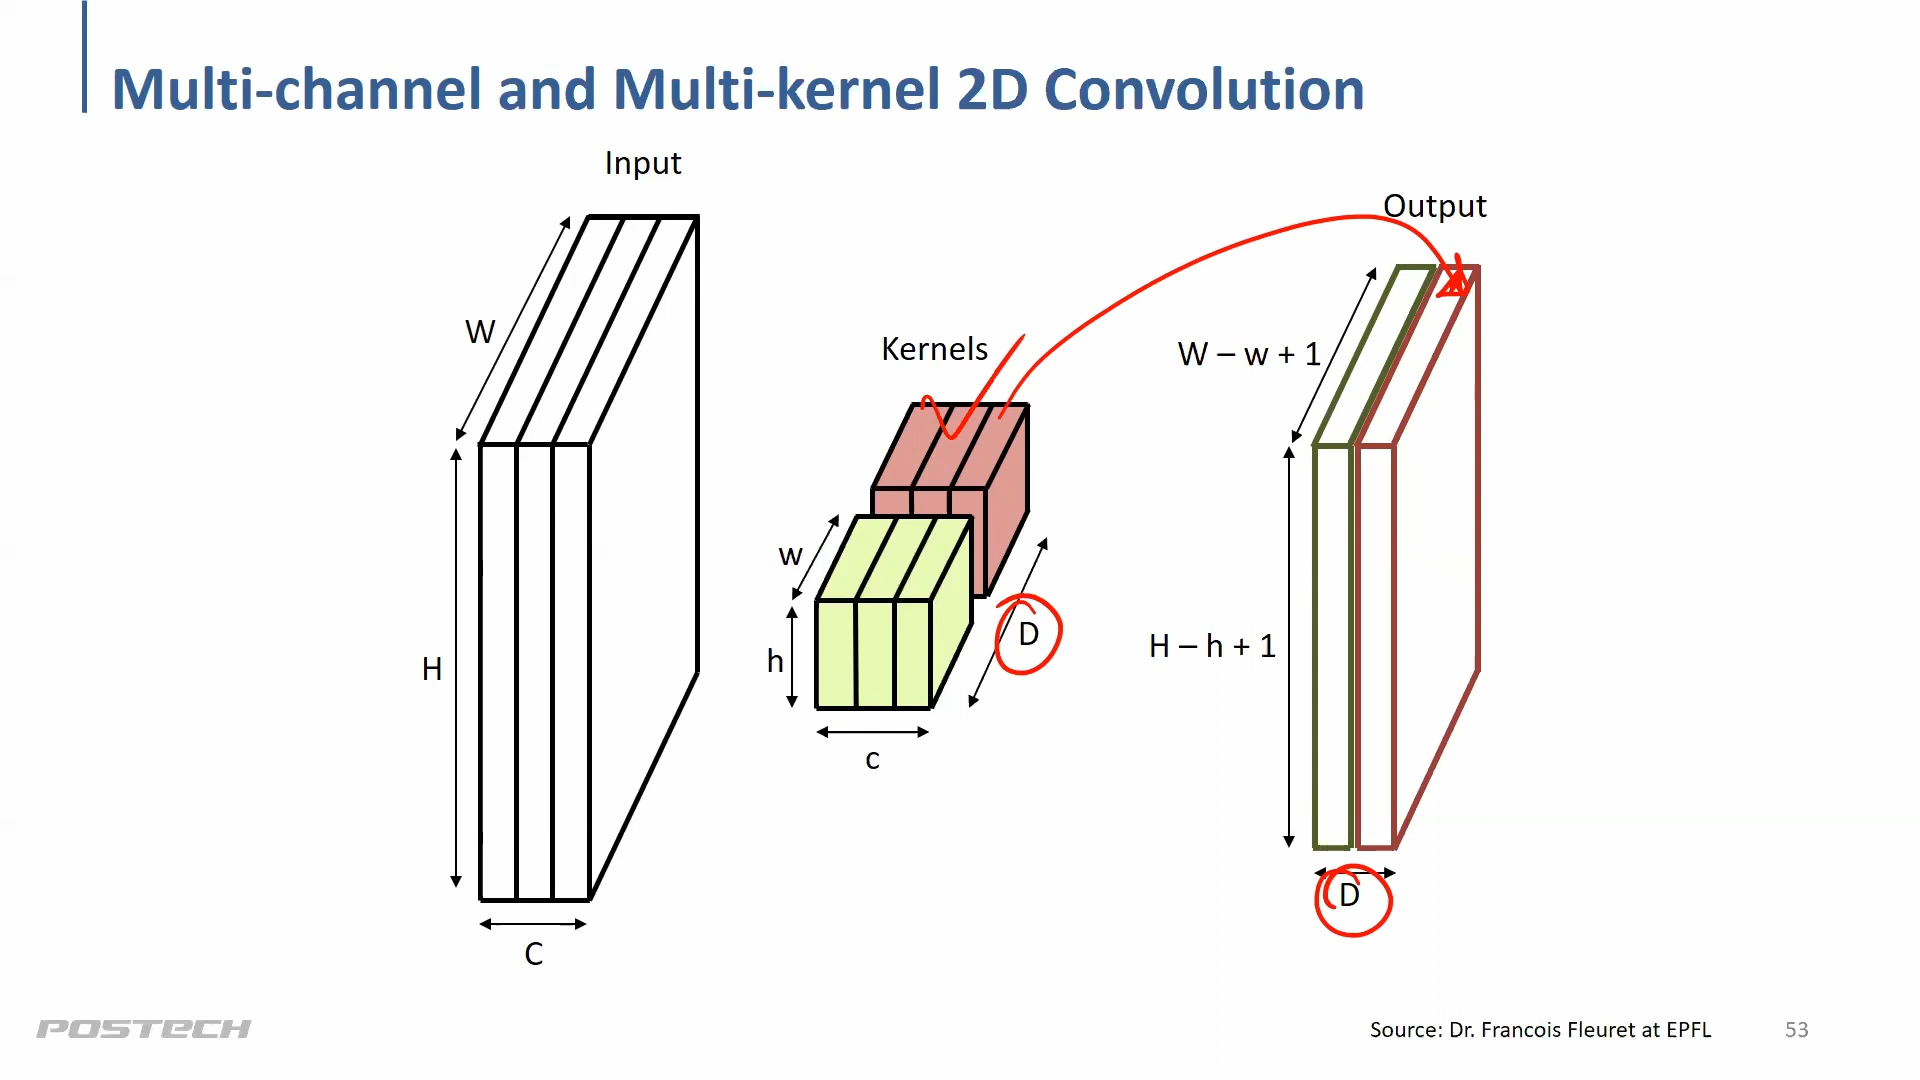 Multi-channel and Multi-kernel 2D Convolution
Input
Output
W
Kernels
W – w + 1
w
D
h
H – h + 1
H
c
D
C
POSTECH
Source: Dr. Francois Fleuret at EPFL
53